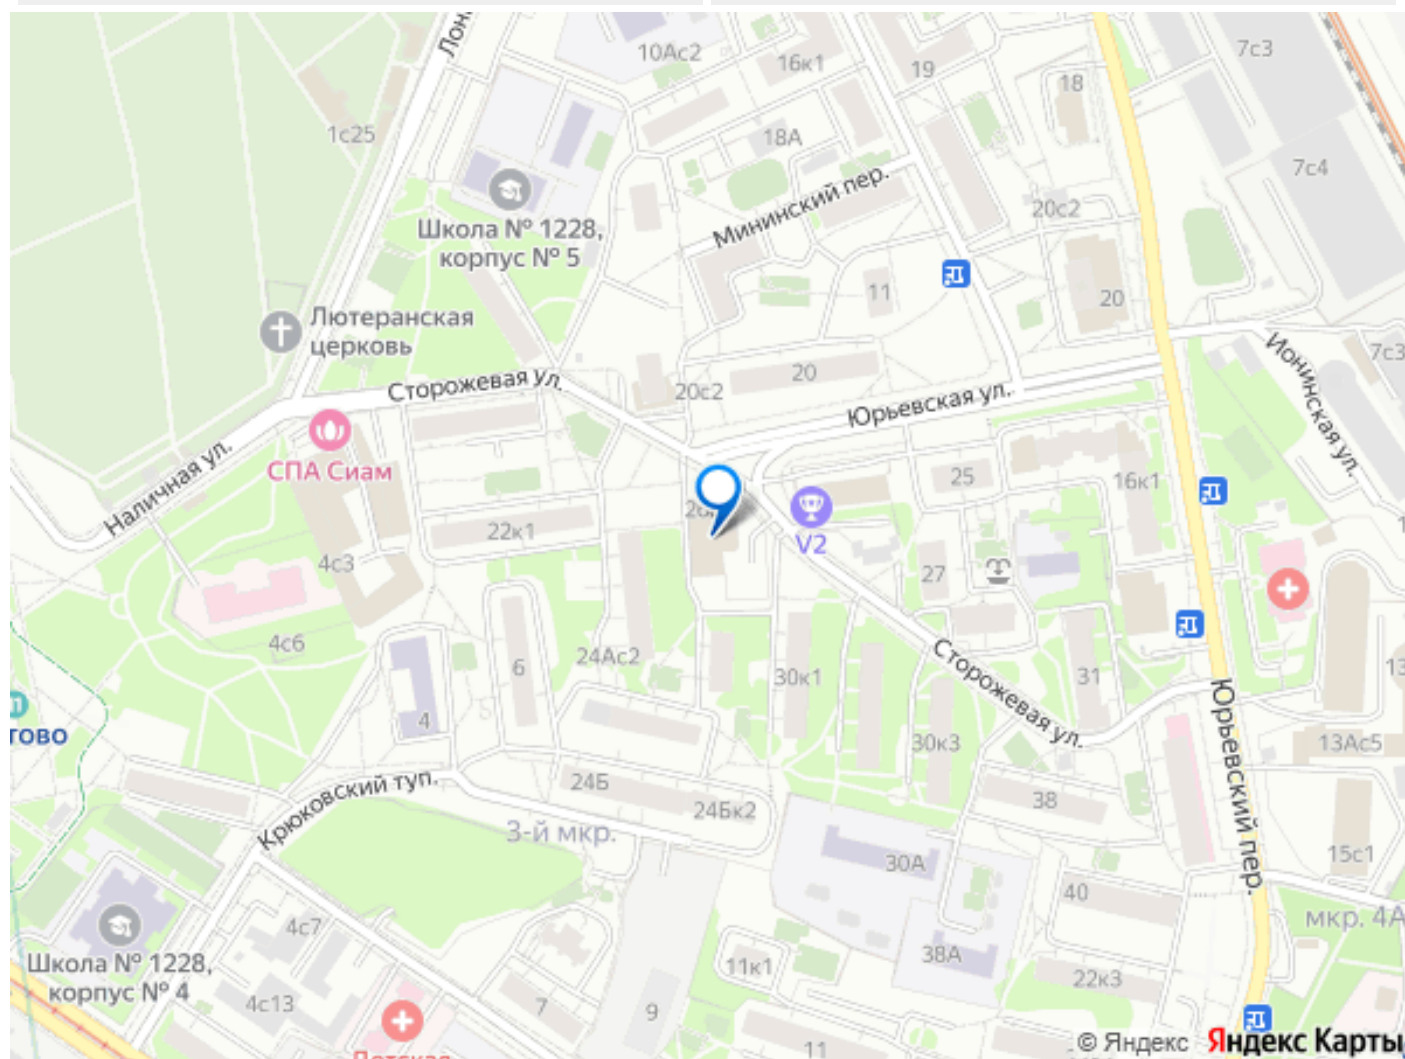 7с3
Лон
10Ас2
16к1
19
18
1с25
18А
7с4
Мининский пер.
20с2
Школа № 1228,
корпус № 5
11
20
Лютеранская
церковь
Ионинская ул.
7с3
Сторожевая ул.
20с2
20
Юрьевская ул.
СПА Сиам
Наличная ул.
25
16к1
22к1
V2
4с3
27
4с6
24Ас2
6
30к1
Сторожевая ул.
31
13
тово
4
30к3
13Ас5
Юрьевский пер.
Крюковский туп.
24Б
24Бк2
38
3-й мкр.
15с1
30А
40
мкр. 4А
4с7
38А
Школа № 1228,
корпус № 4
11к1
22к3
4с13
7
9
11
Детская
© Яндекс Яндекс Карты